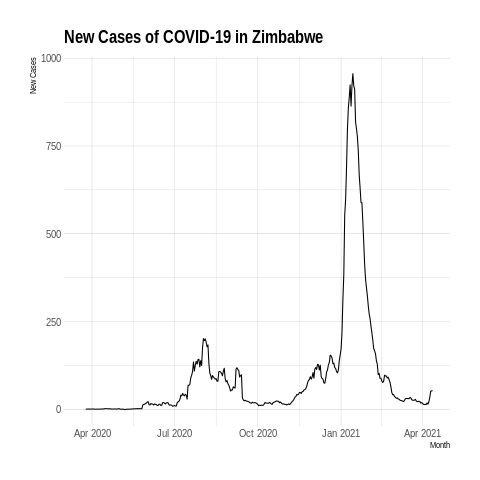 New Cases of COVID-19 in Zimbabwe
New Cases
1000
750
500
250
0
Apr 2020
Jul 2020
Oct 2020
Jan 2021
Apr 2021
Month